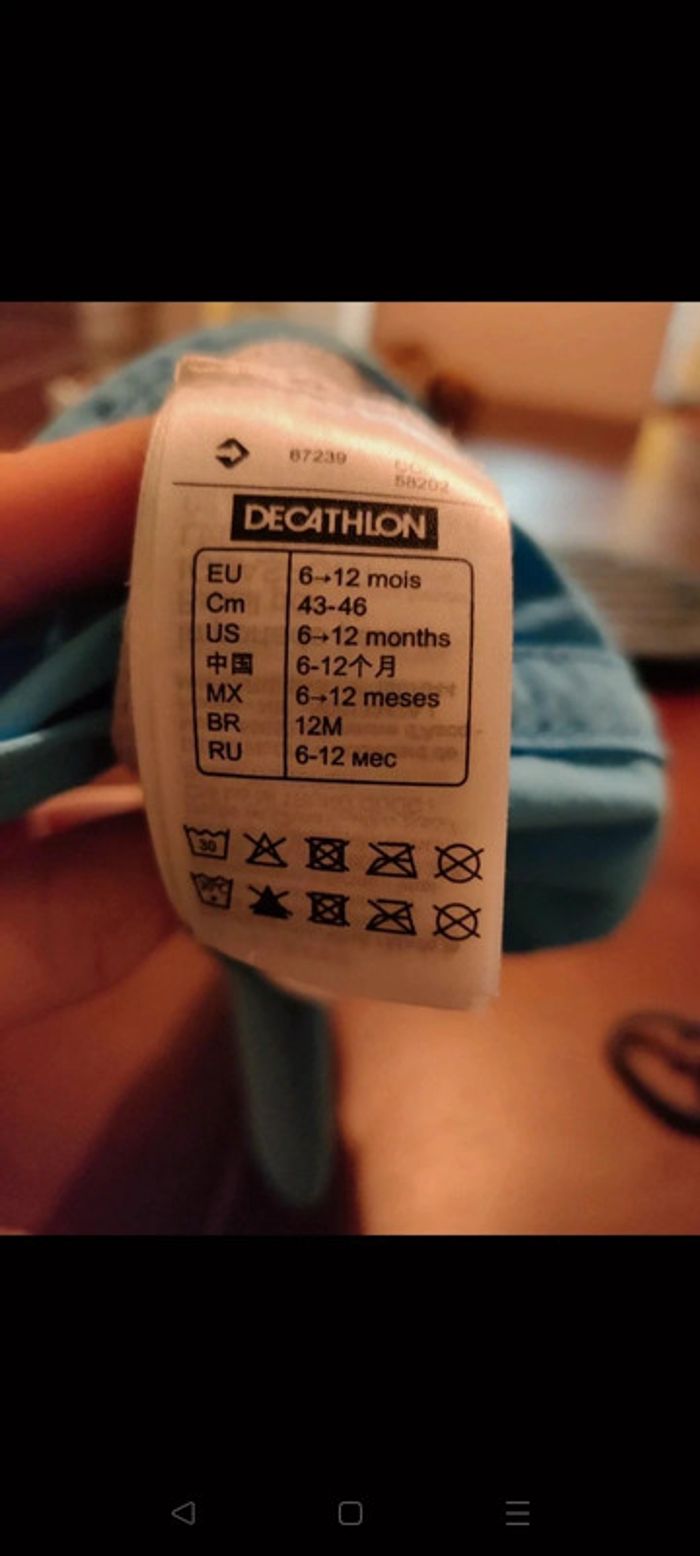 87239
58202
DECATHLON
EU 6→12 mois
Cm 43-46
US 6→12 months
中国 6-12个月
MX 6→12 meses
BR 12M
RU 6-12 мес
30